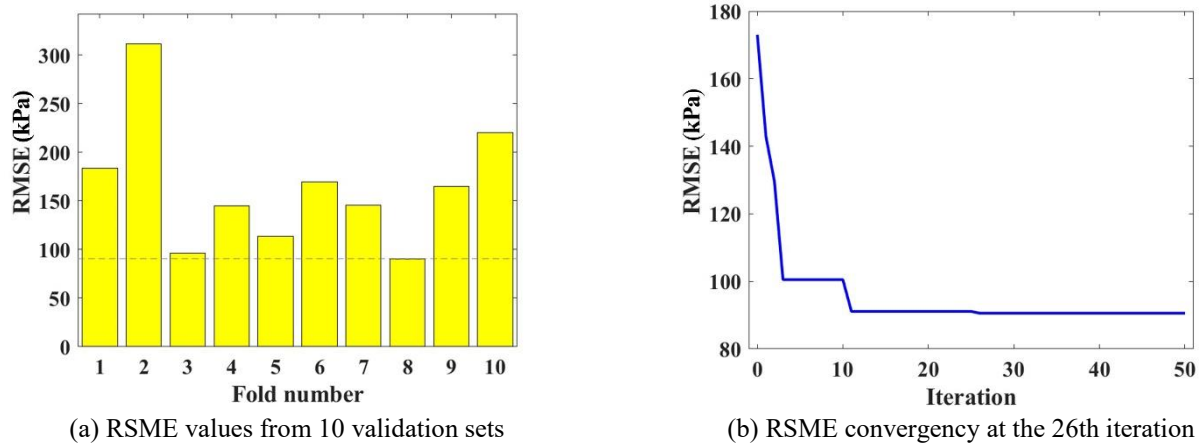 RMSE (kPa)
300
250
200
150
100
50
0
1 2 3 4 5 6 7 8 9 10
Fold number
(a) RSME values from 10 validation sets
RMSE (kPa)
180
160
140
120
100
80
0 10 20 30 40 50
Iteration
(b) RSME convergency at the 26th iteration